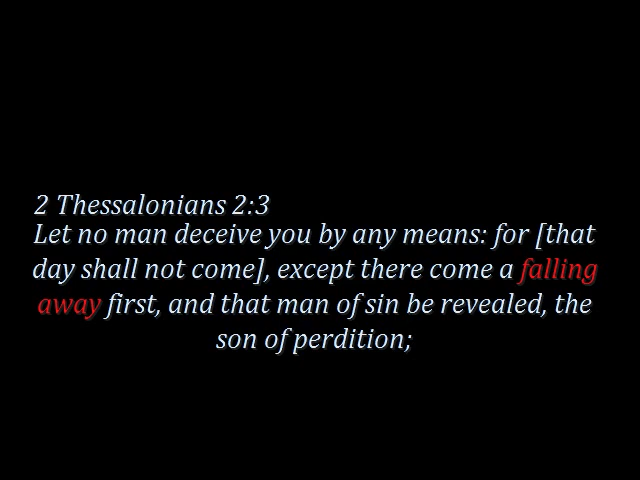 2 Thessalonians 2:3
Let no man deceive you by any means: for [that
day shall not come], except there come a falling
away first, and that man of sin be revealed, the
son of perdition;